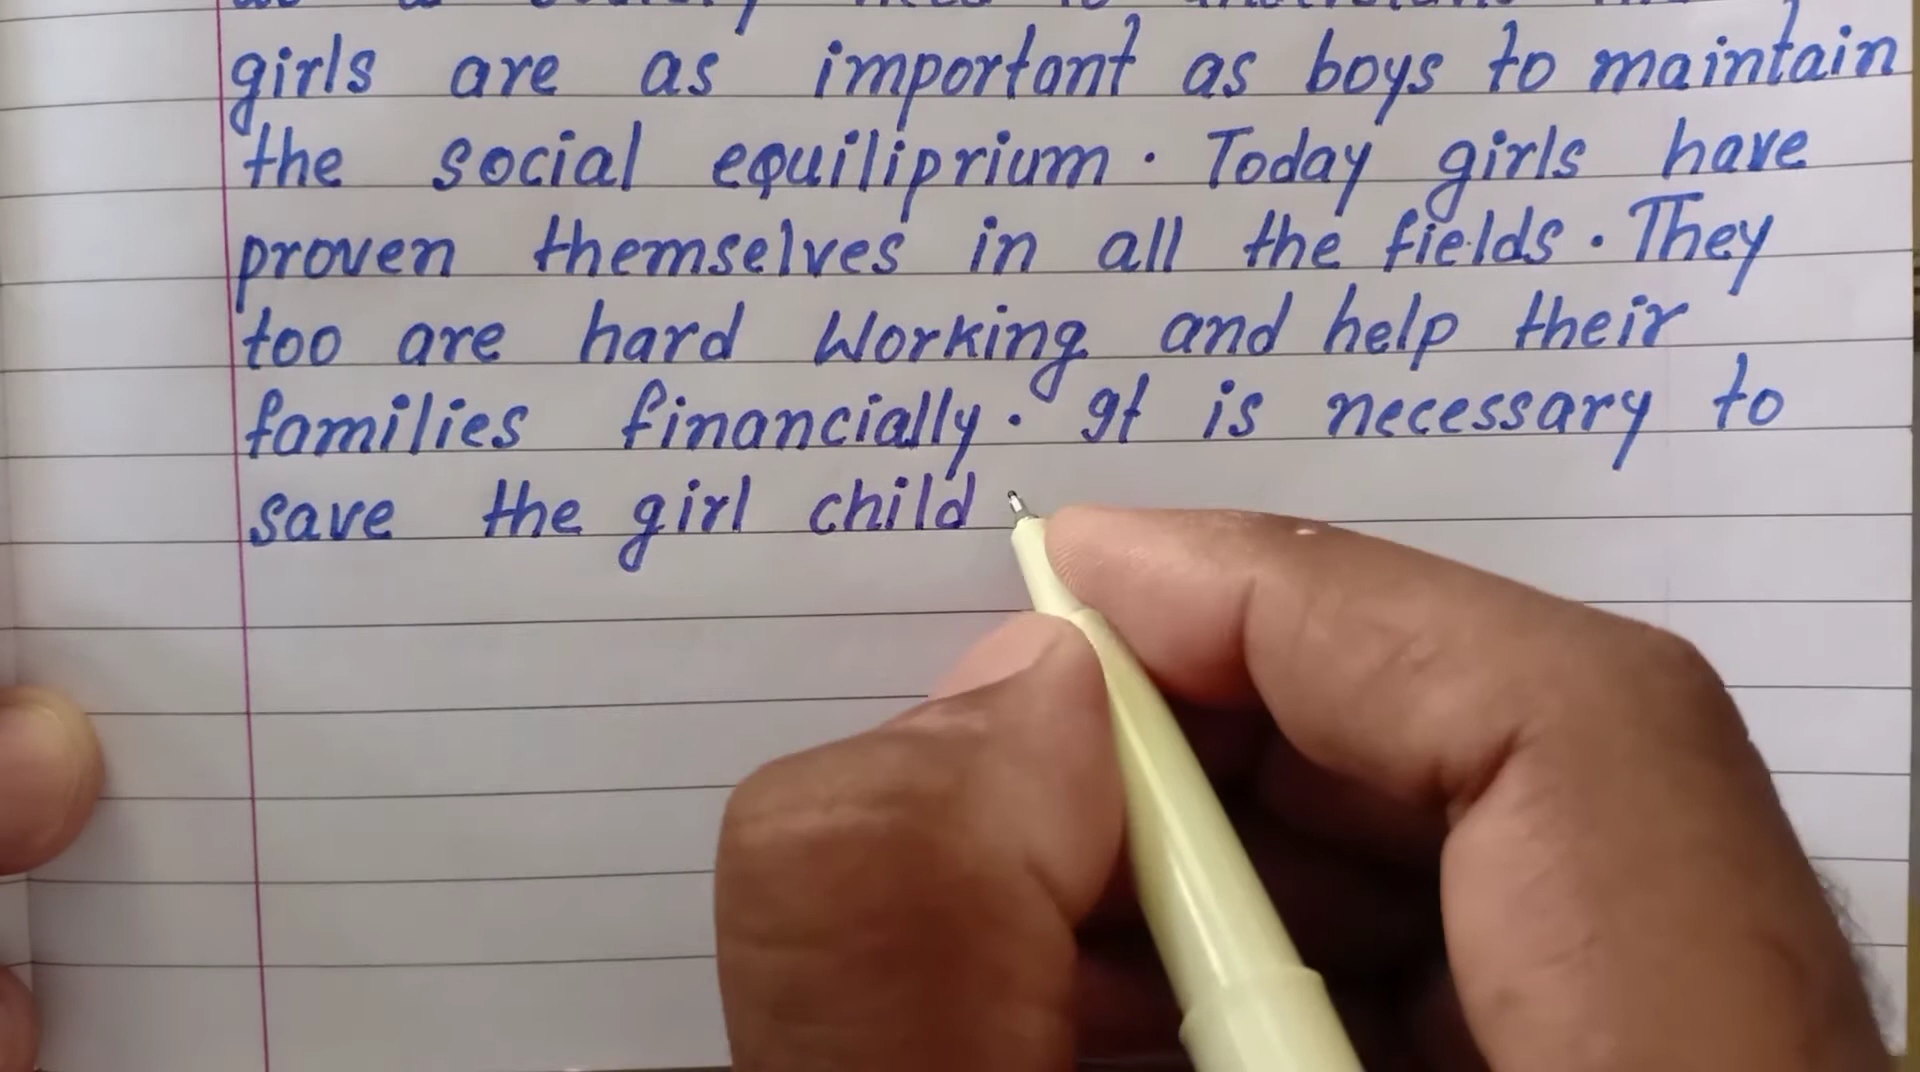 girls are as important as boys to maintain
the social equiliprium. Today girls have
proven themselves in all the fields. They
too are hard Working and help their
families financially. It is necessary to
save the girl child